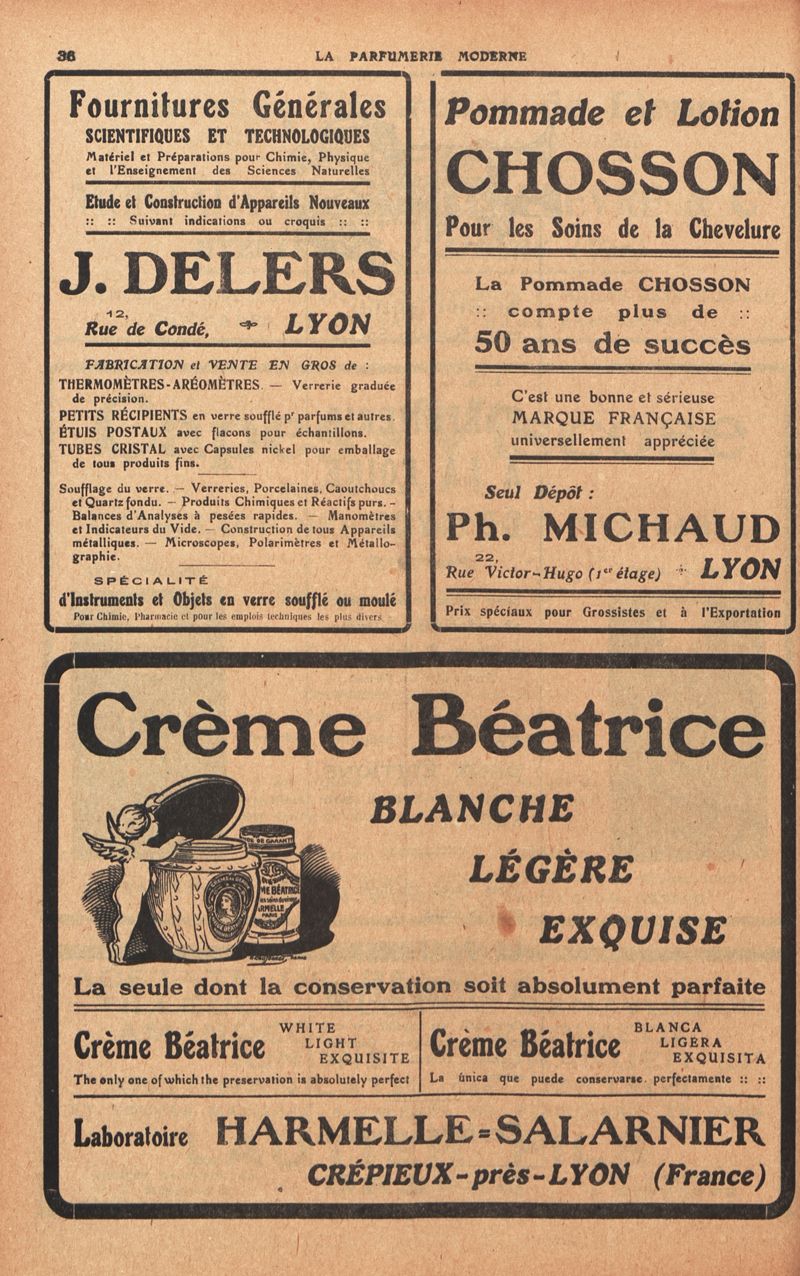 36
LA PARFUMERIE MODERNE
Fournitures Générales
SCIENTIFIQUES ET TECHNOLOGIQUES
Matériel et Préparations pour Chimie, Physique
et l'Enseignement des Sciences Naturelles
Etude et Construction d'Appareils Nouveaux
:: :: Suivant indications ou croquis :: ::
J. DELERS
12,
Rue de Condé, LYON
FABRICATION et VENTE EN GROS de :
THERMOMÈTRES-ARÉOMÈTRES. — Verrerie graduée
de précision.
PETITS RÉCIPIENTS en verre soufflé pr parfums et autres.
ÉTUIS POSTAUX avec flacons pour échantillons.
TUBES CRISTAL avec Capsules nickel pour emballage
de tous produits fins.
Soufflage du verre. — Verreries, Porcelaines, Caoutchoucs
et Quartz fondu. — Produits Chimiques et Réactifs purs. -
Balances d'Analyses à pesées rapides. — Manomètres
et Indicateurs du Vide. — Construction de tous Appareils
métalliques. — Microscopes, Polarimètres et Métallo-
graphie.
SPÉCIALITÉ
d'Instruments et Objets en verre soufflé ou moulé
Pour Chimie, Pharmacie et pour les emplois techniques les plus divers
Pommade et Lotion
CHOSSON
Pour les Soins de la Chevelure
La Pommade CHOSSON
:: compte plus de ::
50 ans de succès
C'est une bonne et sérieuse
MARQUE FRANÇAISE
universellement appréciée
Seul Dépôt :
Ph. MICHAUD
22,
Rue Victor-Hugo (1er étage) LYON
Prix spéciaux pour Grossistes et à l'Exportation
Crème Béatrice
BLANCHE
LÉGÈRE
EXQUISE
DE GARANTI
ME BÉATRICE
ARMELLE
PARIS
La seule dont la conservation soit absolument parfaite
Crème Béatrice
WHITE
LIGHT
EXQUISITE
The only one of which the preservation is absolutely perfect
Crème Béatrice
BLANCA
LIGÉRA
EXQUISITA
La única que puede conservarse perfectamente :: ::
Laboratoire HARMELLE=SALARNIER
CRÉPIEUX-près-LYON (France)